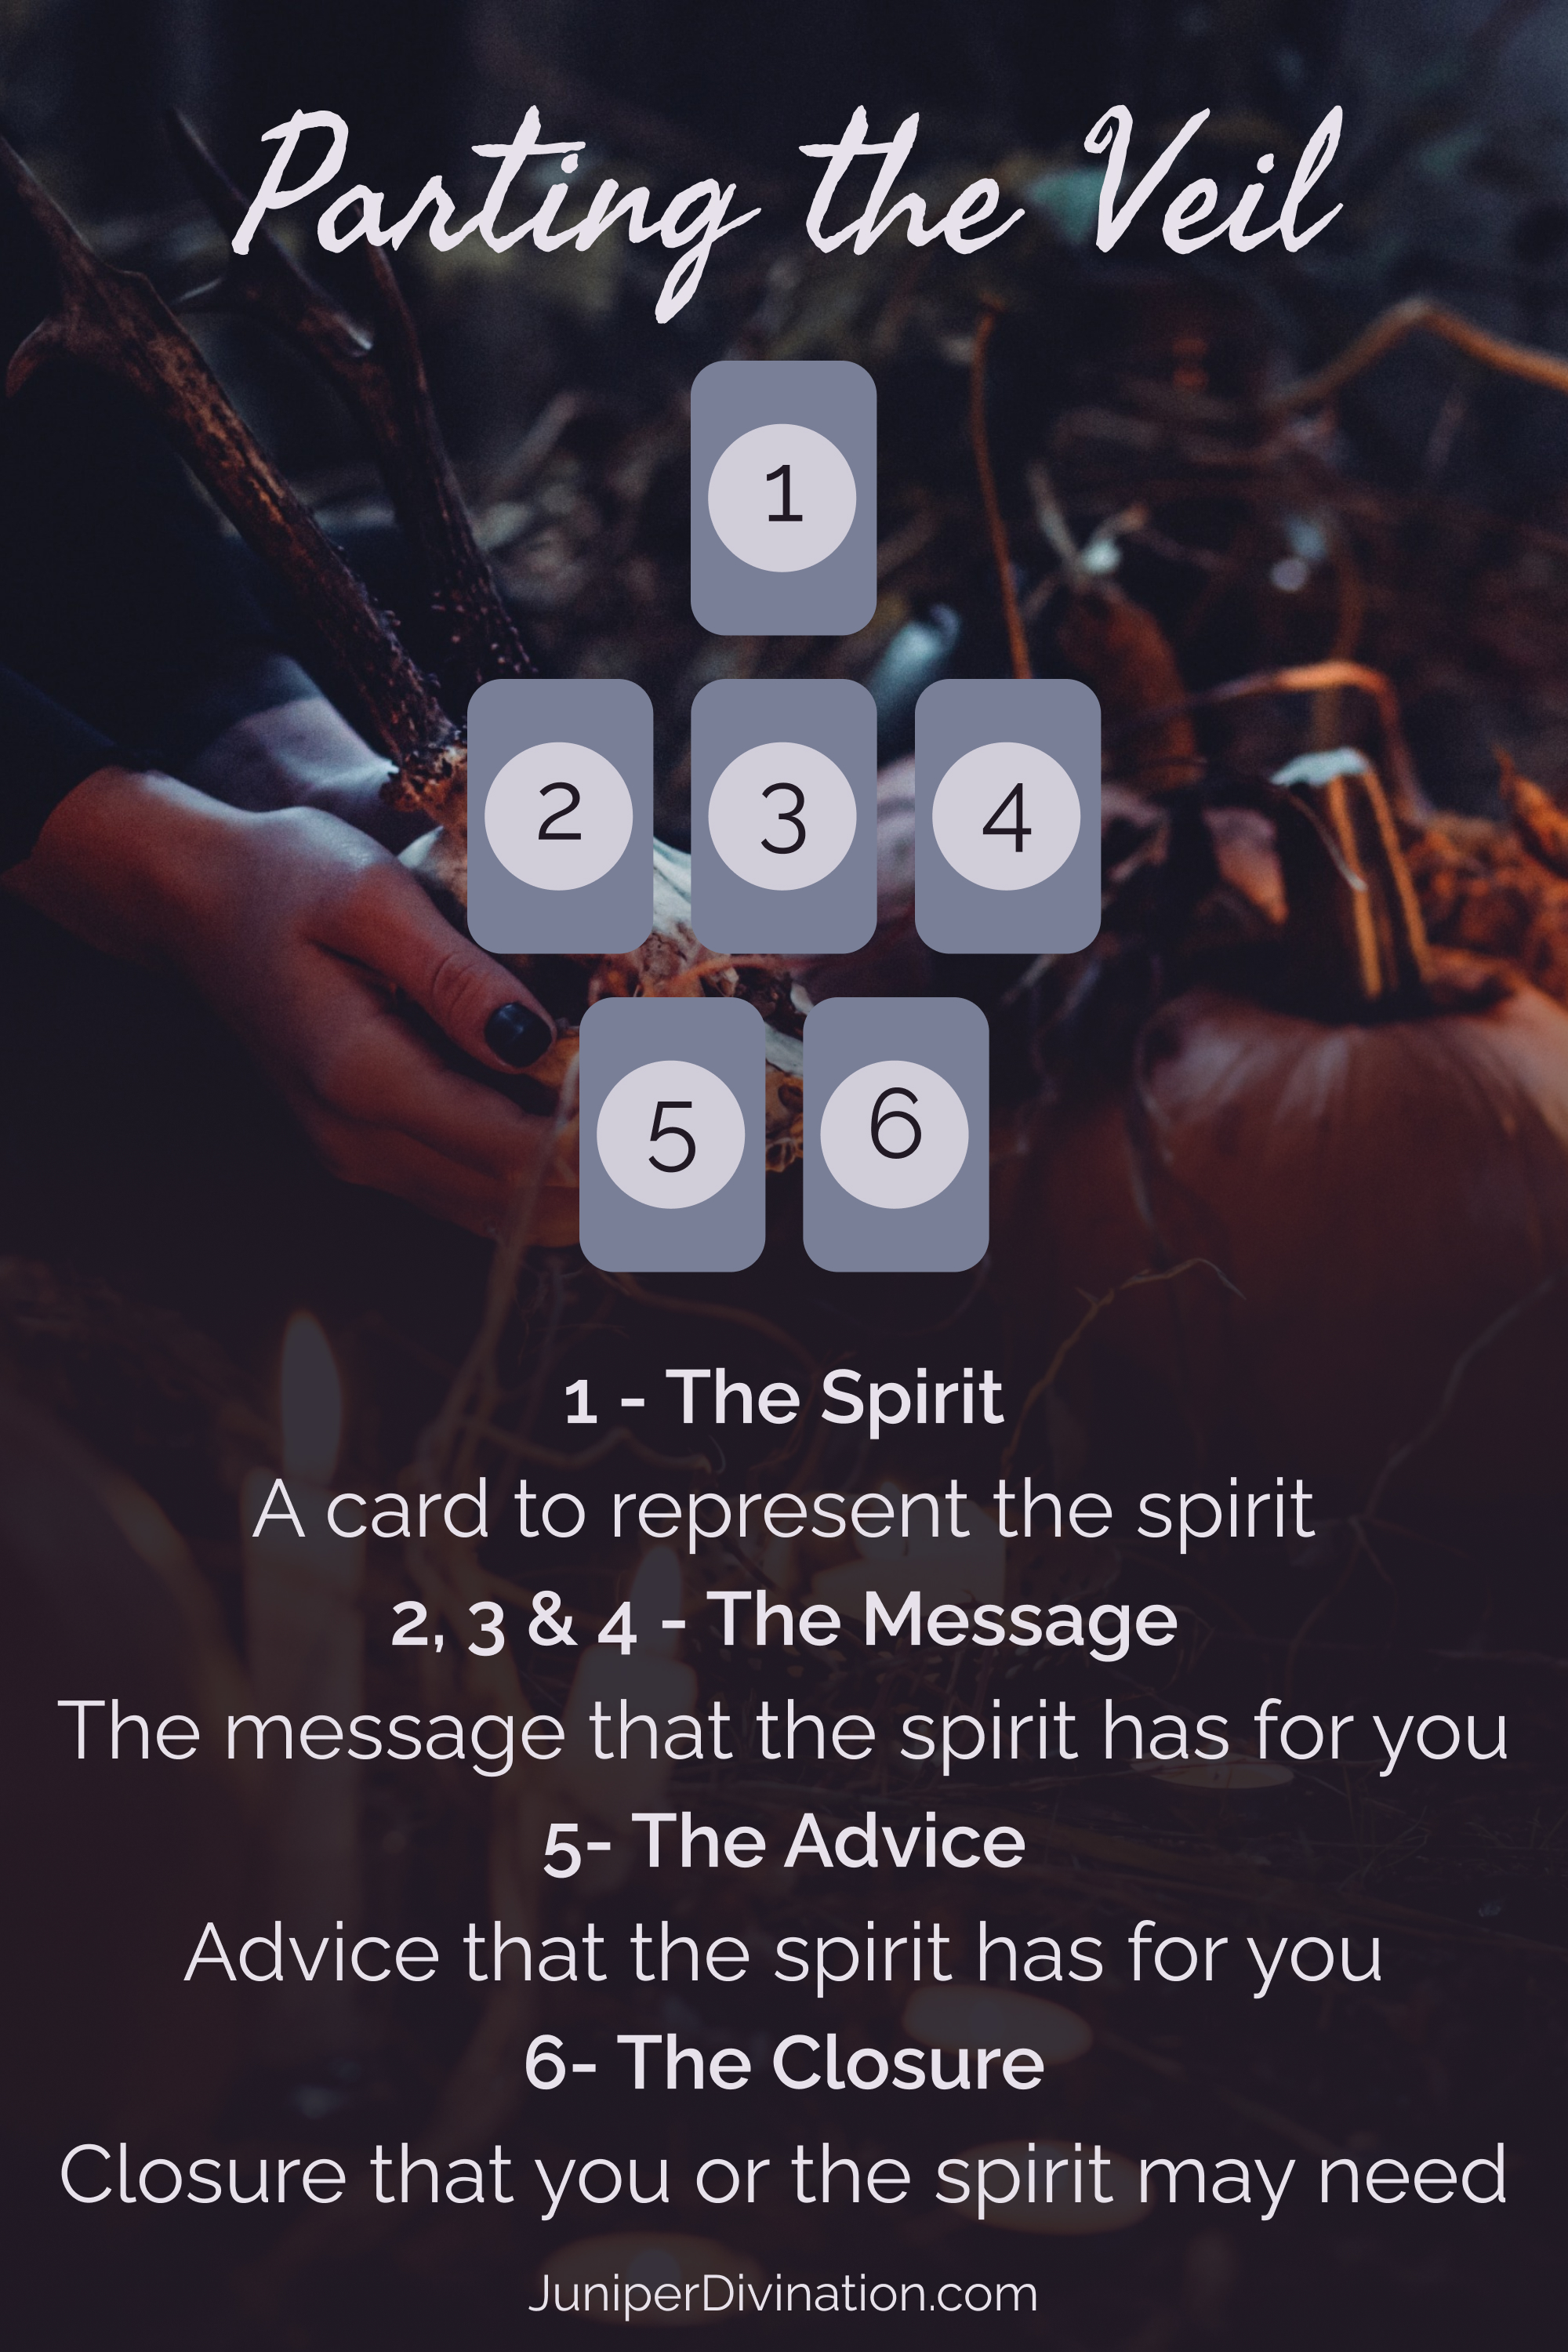 Parting the Veil
1
2 3 4
5 6
1 - The Spirit
A card to represent the spirit
2, 3 & 4 - The Message
The message that the spirit has for you
5- The Advice
Advice that the spirit has for you
6- The Closure
Closure that you or the spirit may need
JuniperDivination.com